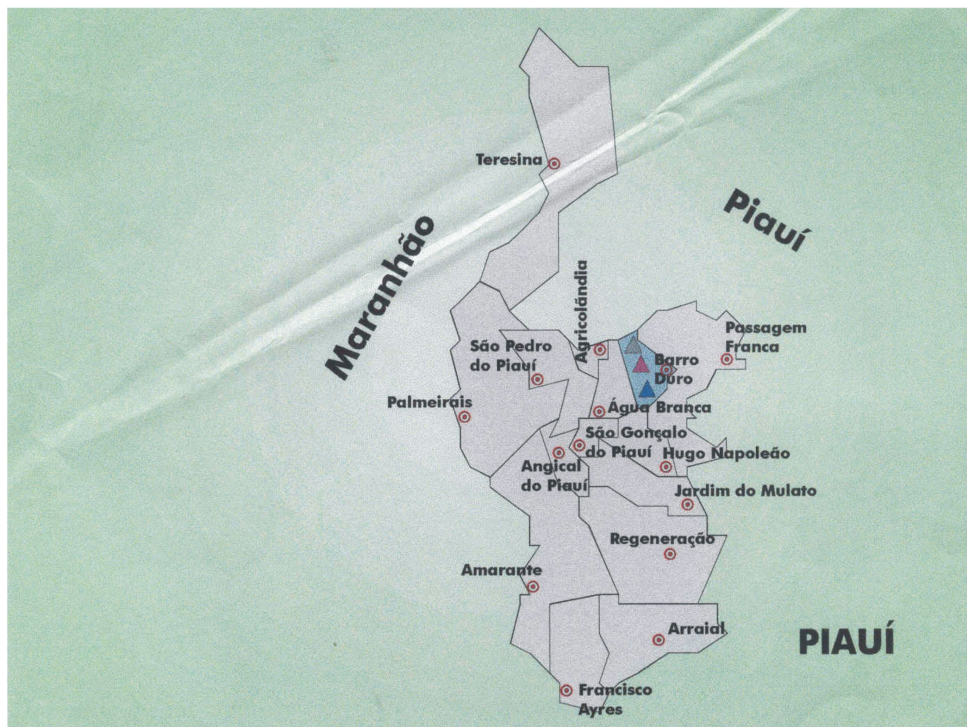 Teresina
Piauí
Maranhão
Agricolândia
Passagem
Franca
São Pedro
do Piauí
Barro
Duro
Palmeirais
Água Branca
São Gonçalo
do Piauí
Hugo Napoleão
Angical
do Piauí
Jardim do Mulato
Regeneração
Amarante
Arraial
PIAUÍ
Francisco
Ayres